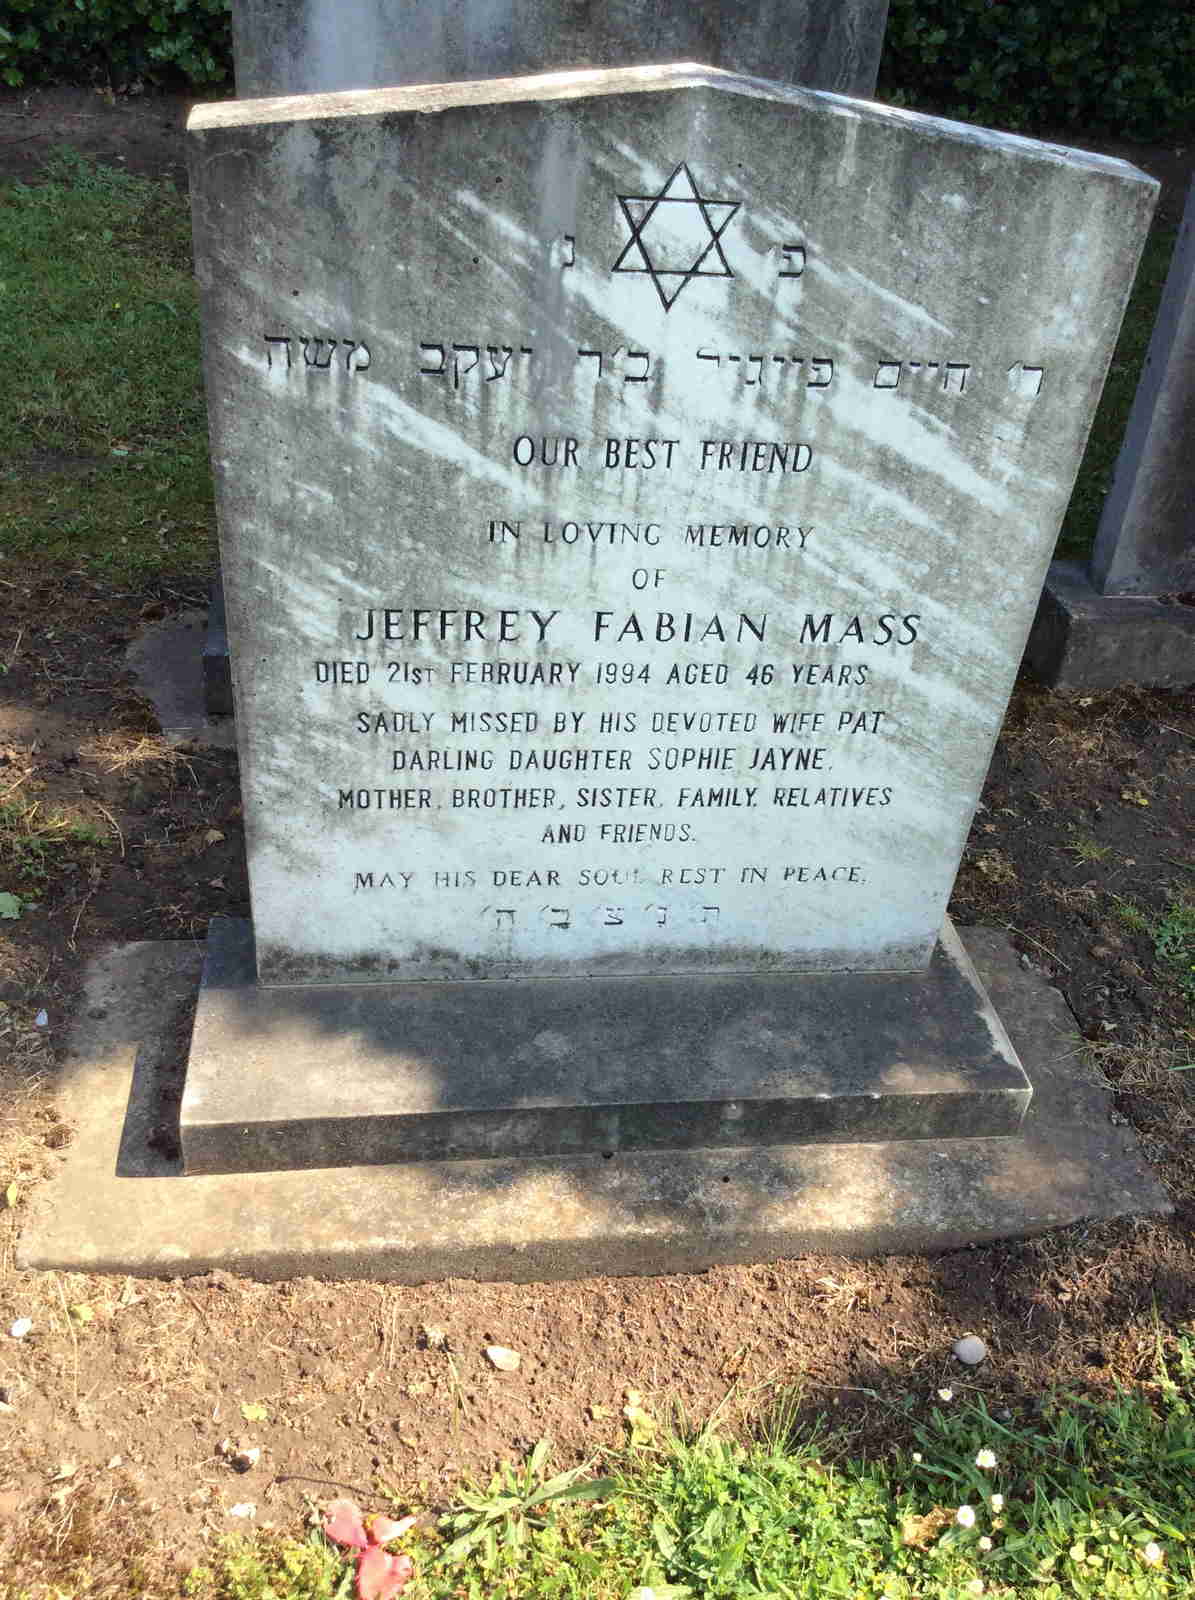 פ נ
ר' חיים פייגיל ב'ר יעקב משה
OUR BEST FRIEND
IN LOVING MEMORY
OF
JEFFREY FABIAN MASS
DIED 21ST FEBRUARY 1994 AGED 46 YEARS.
SADLY MISSED BY HIS DEVOTED WIFE PAT
DARLING DAUGHTER SOPHIE JAYNE,
MOTHER, BROTHER, SISTER, FAMILY, RELATIVES
AND FRIENDS.
MAY HIS DEAR SOUL REST IN PEACE.
ת' נ' צ' ב' ה'